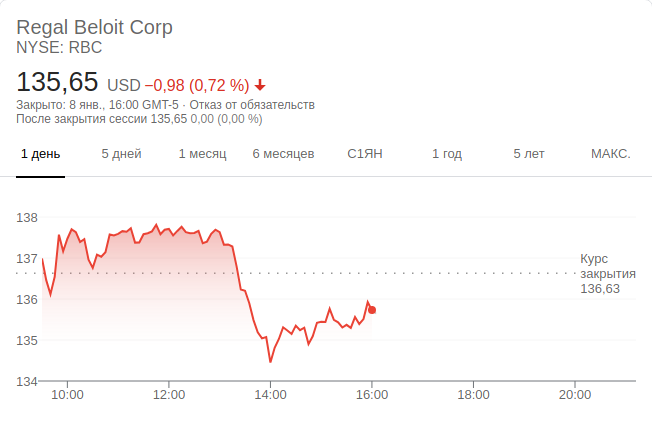 Regal Beloit Corp
NYSE: RBC
135,65 USD −0,98 (0,72 %)
Закрыто: 8 янв., 16:00 GMT-5 · Отказ от обязательств
После закрытия сессии 135,65 0,00 (0,00 %)
1 день 5 дней 1 месяц 6 месяцев С1ЯН 1 год 5 лет МАКС.
138
137
136
135
134
Курс
закрытия
136,63
10:00 12:00 14:00 16:00 18:00 20:00